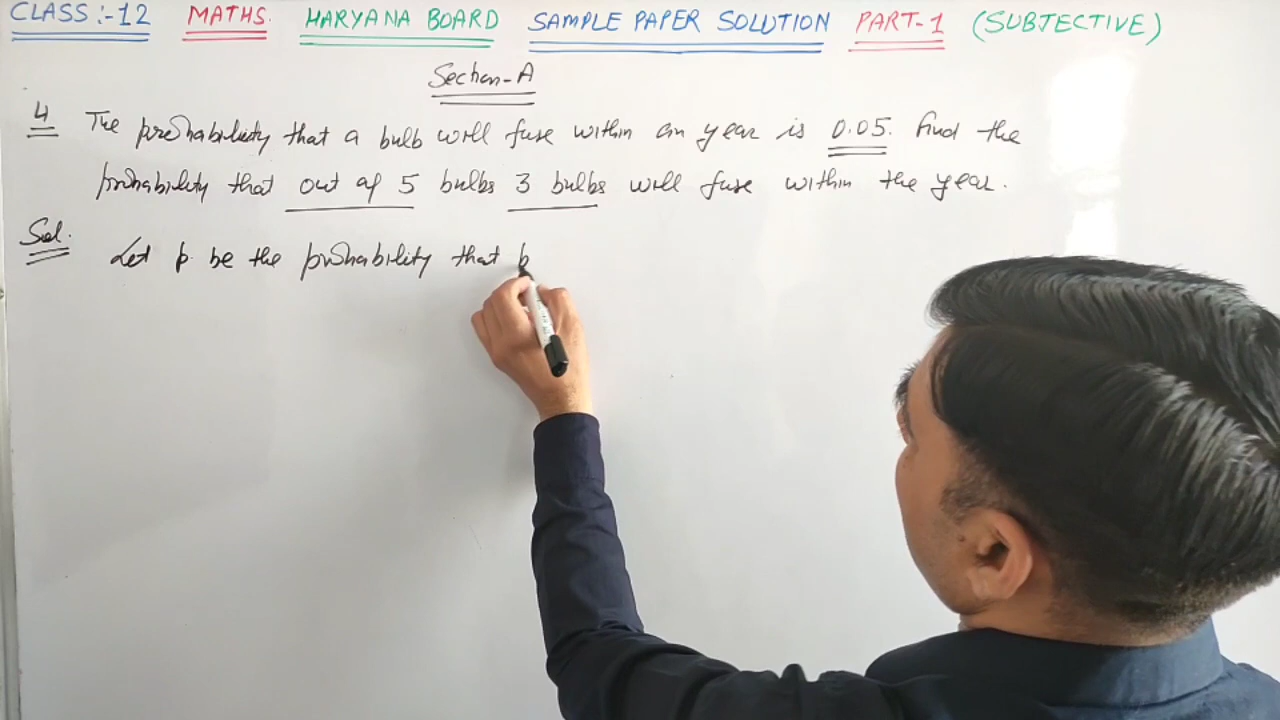 CLASS :- 12 MATHS. HARYANA BOARD SAMPLE PAPER SOLUTION PART-1 (SUBJECTIVE)
Section-A
4 The probability that a bulb will fuse within an year is 0.05. Find the
probability that out of 5 bulbs 3 bulbs will fuse within the year.
Sol. Let p be the probability that b